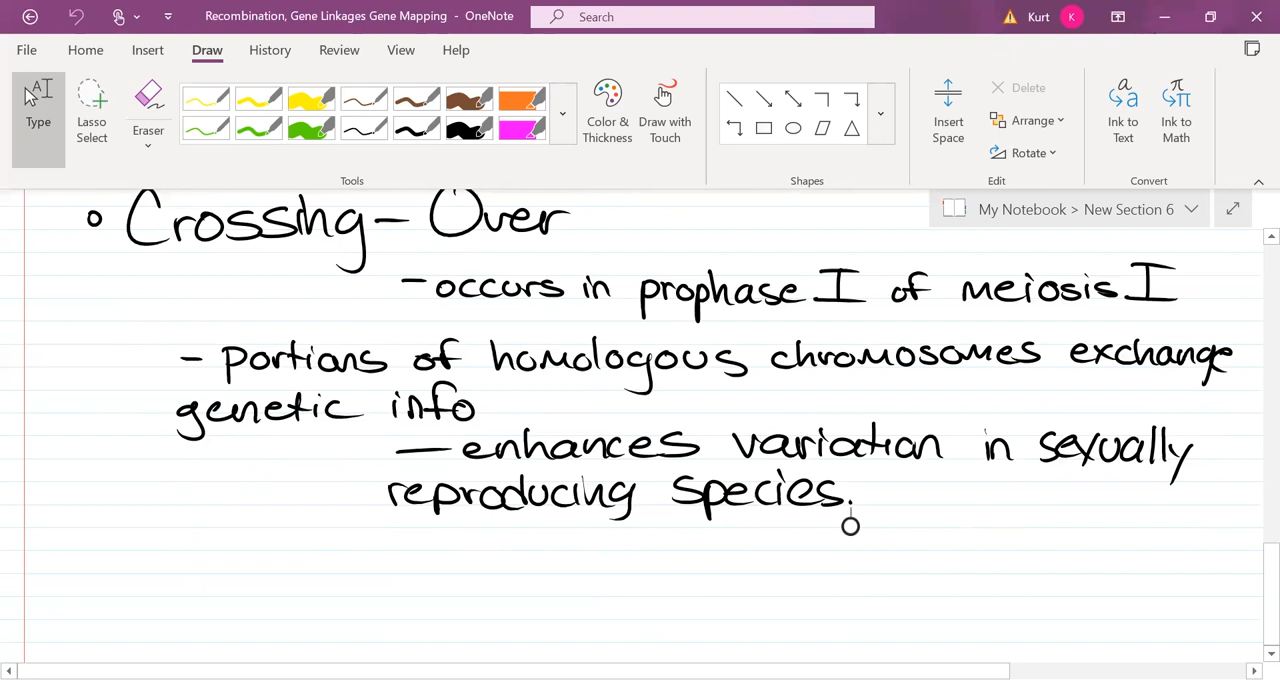 Recombination, Gene Linkages Gene Mapping - OneNote
Search
Kurt
K
File Home Insert Draw History Review View Help
Type
Lasso Select
Eraser
Color & Thickness
Draw with Touch
Insert Space
Delete
Arrange
Rotate
Ink to Text
Ink to Math
Tools
Shapes
Edit
Convert
My Notebook > New Section 6
Crossing-Over
- occurs in prophase I of meiosis I
- portions of homologous chromosomes exchange
genetic info
- enhances variation in sexually
reproducing species.